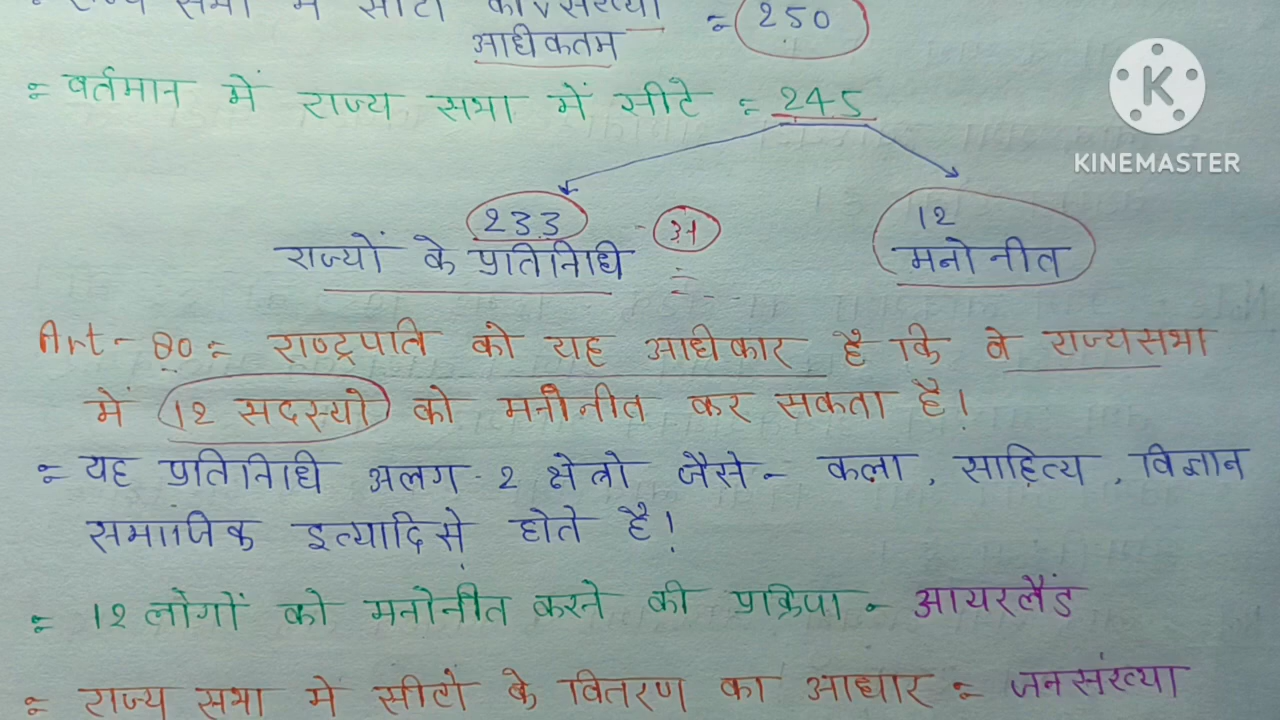 = राज्य सभा में सीटों की संख्या = 250
अधिकतम
= वर्तमान में राज्य सभा में सीटे = 245
K
KINEMASTER
233 - 31 12
राज्यों के प्रतिनिधि = मनोनीत
Art - 80 = राष्ट्रपति को यह अधिकार है कि वे राज्यसभा
में 12 सदस्यो को मनोनीत कर सकता है।
= यह प्रतिनिधि अलग-2 क्षेत्रो जैसे - कला, साहित्य, विज्ञान
समाजिक इत्यादि से होते है।
= 12 लोगों को मनोनीत करने की प्रक्रिया = आयरलैंड
= राज्य सभा में सीटो के वितरण का आधार = जनसंख्या